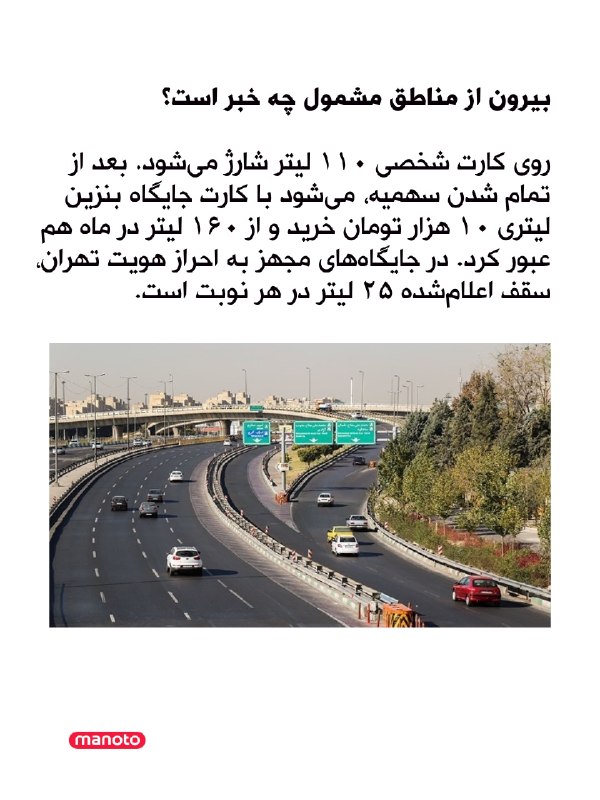 بیرون از مناطق مشمول چه خبر است؟
روی کارت شخصی ۱۱۰ لیتر شارژ می‌شود. بعد از
تمام شدن سهمیه، می‌شود با کارت جایگاه بنزین
لیتری ۱۰ هزار تومان خرید و از ۱۶۰ لیتر در ماه هم
عبور کرد. در جایگاه‌های مجهز به احراز هویت تهران،
سقف اعلام‌شده ۲۵ لیتر در هر نوبت است.
manoto